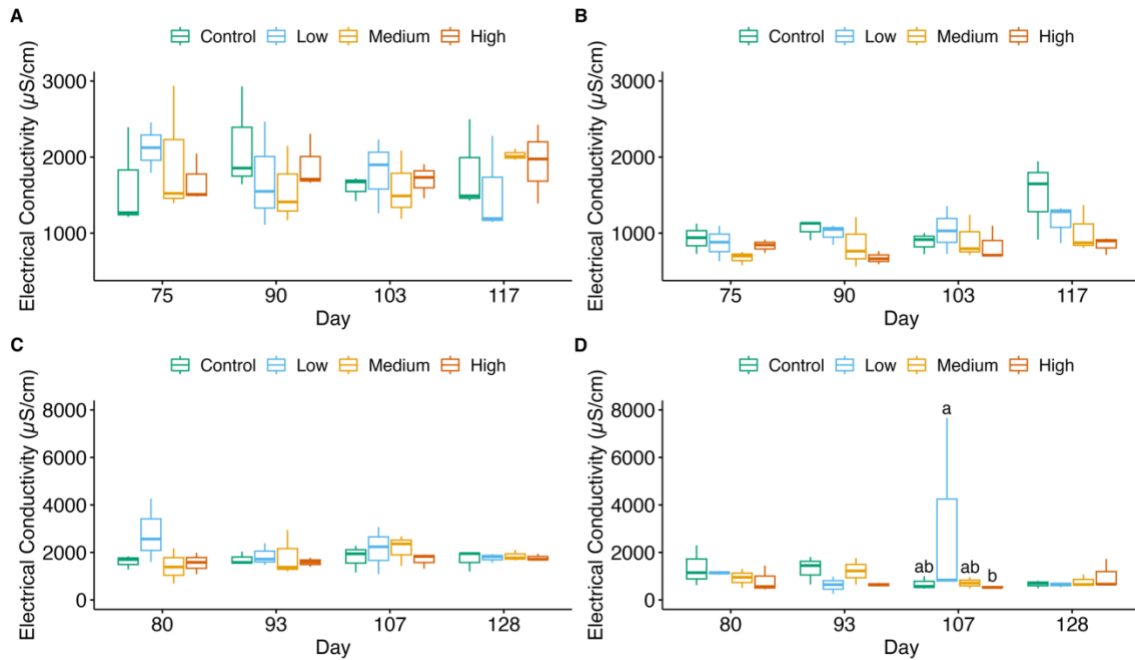 A
Control Low Medium High
Electrical Conductivity (µS/cm)
3000
2000
1000
75 90 103 117
Day
B
Control Low Medium High
Electrical Conductivity (µS/cm)
3000
2000
1000
75 90 103 117
Day
C
Control Low Medium High
Electrical Conductivity (µS/cm)
8000
6000
4000
2000
0
80 93 107 128
Day
D
Control Low Medium High
Electrical Conductivity (µS/cm)
8000
6000
4000
2000
0
a
ab ab b
80 93 107 128
Day